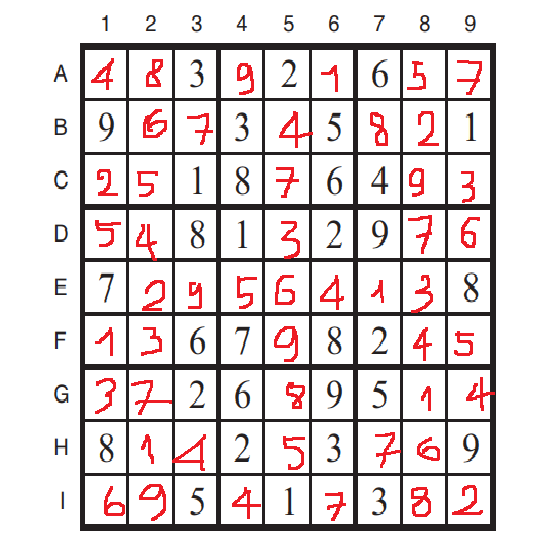 1 2 3 4 5 6 7 8 9
A 4 8 3 9 2 1 6 5 7
B 9 6 7 3 4 5 8 2 1
C 2 5 1 8 7 6 4 9 3
D 5 4 8 1 3 2 9 7 6
E 7 2 9 5 6 4 1 3 8
F 1 3 6 7 9 8 2 4 5
G 3 7 2 6 8 9 5 1 4
H 8 1 4 2 5 3 7 6 9
I 6 9 5 4 1 7 3 8 2